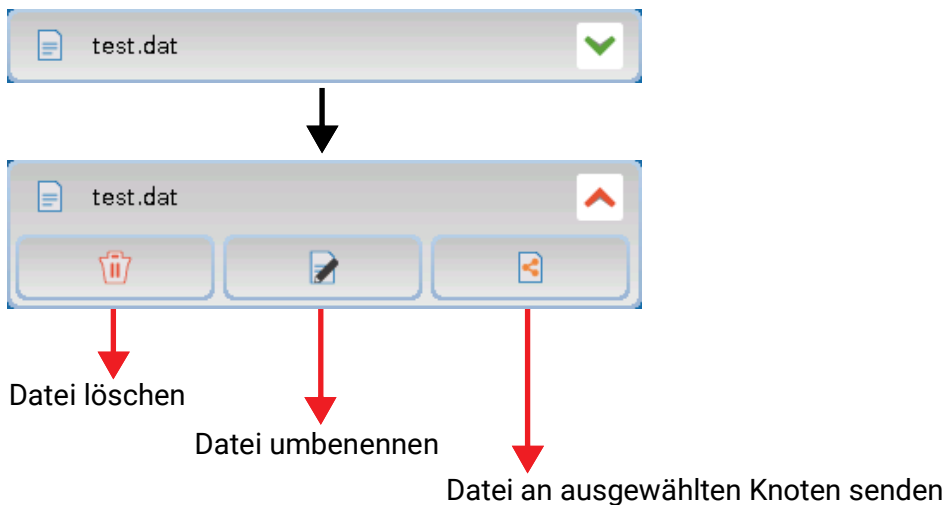 test.dat
test.dat
Datei löschen
Datei umbenennen
Datei an ausgewählten Knoten senden